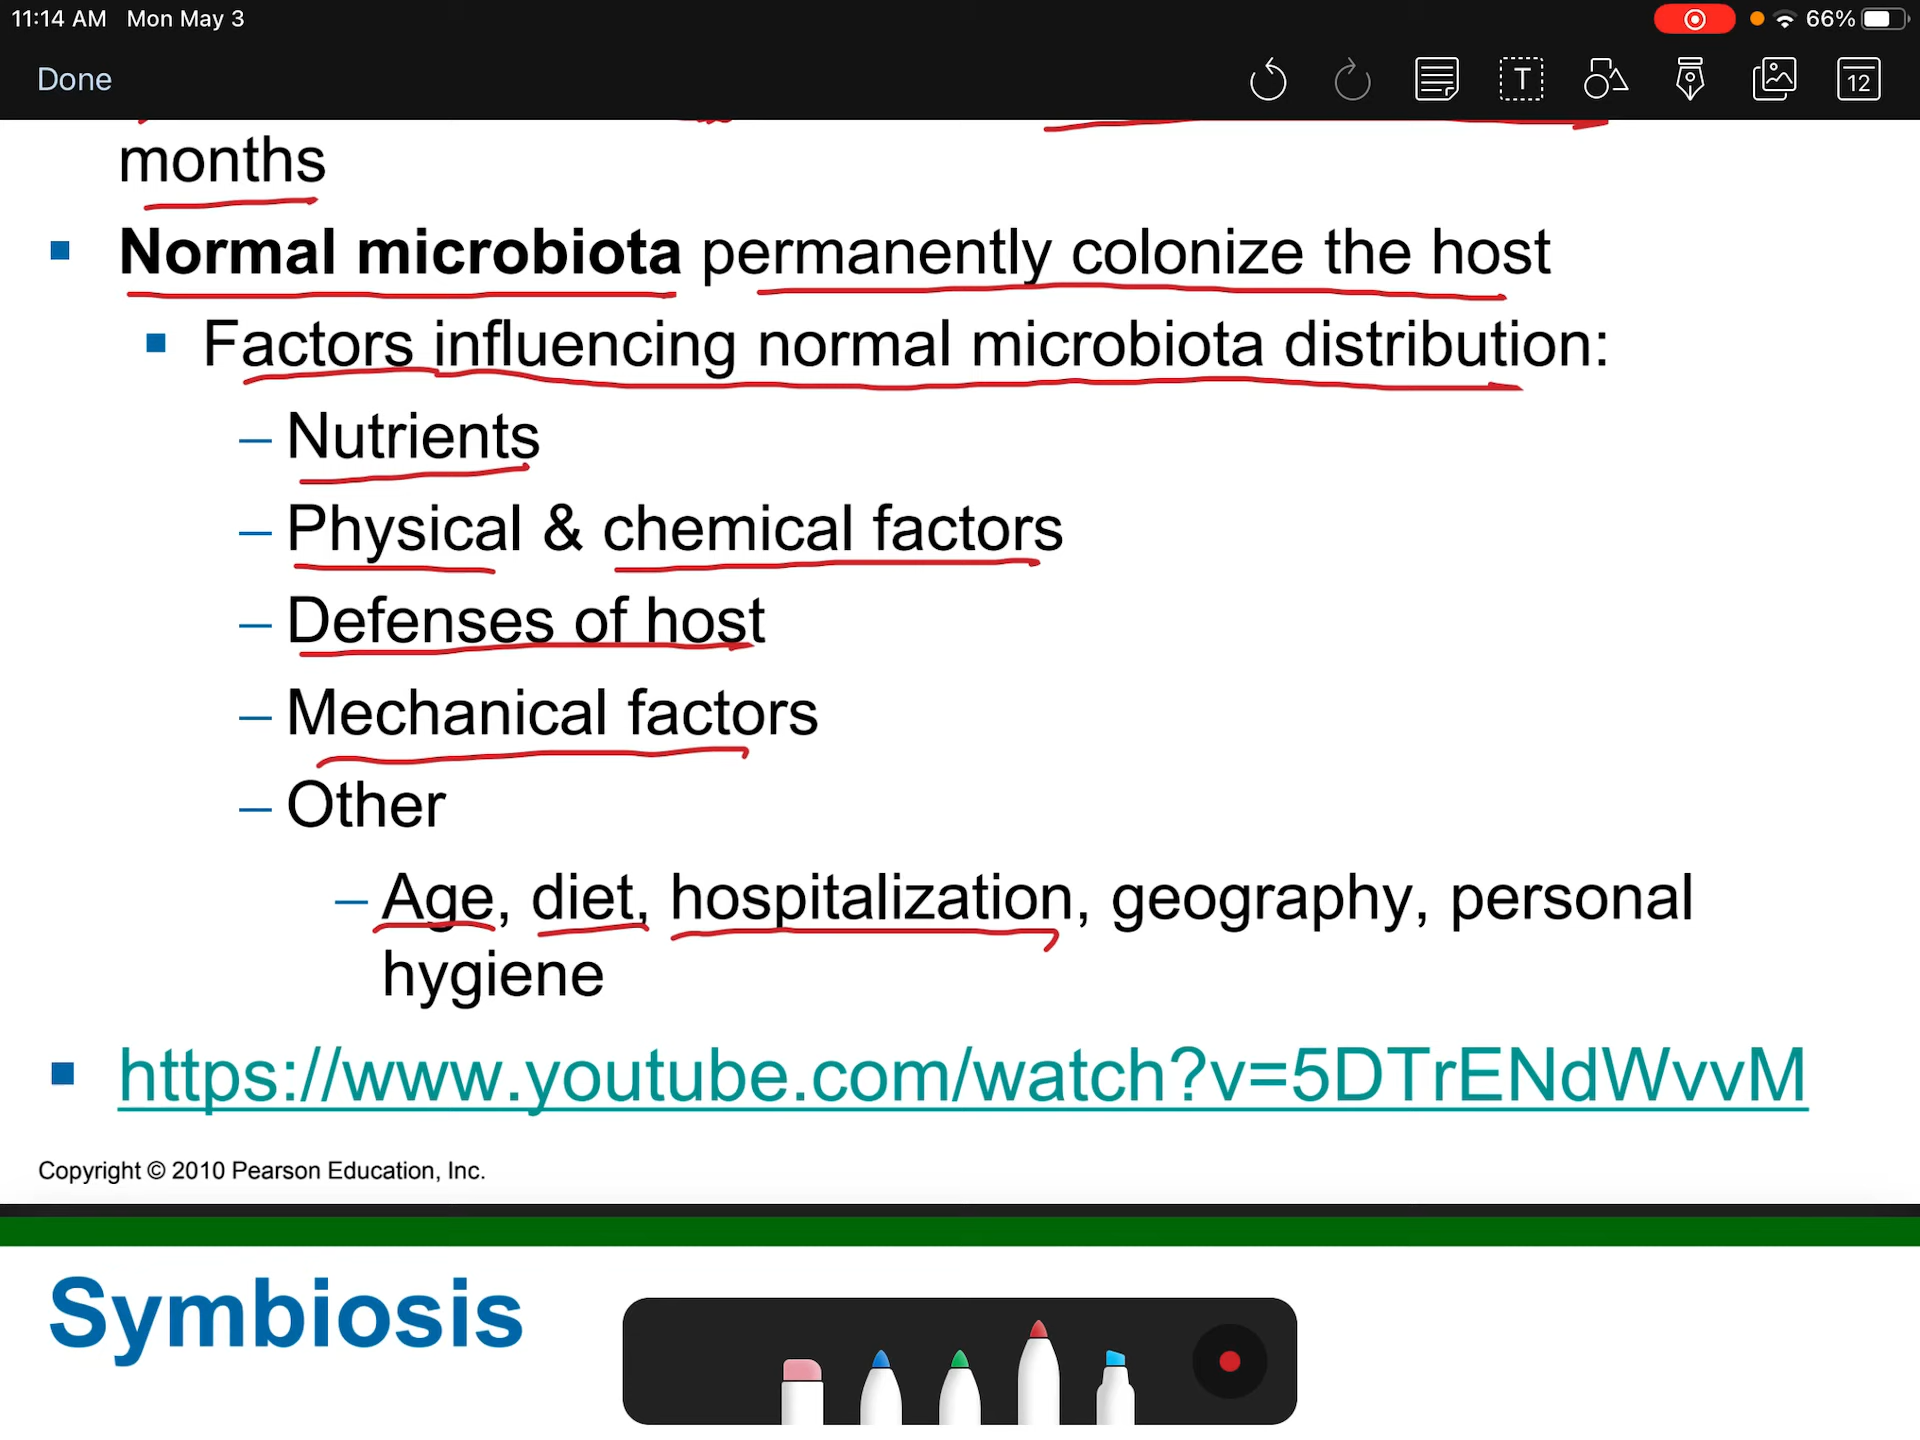 11:14 AM Mon May 3
66%
Done
T
12
months
Normal microbiota permanently colonize the host
Factors influencing normal microbiota distribution:
– Nutrients
– Physical & chemical factors
– Defenses of host
– Mechanical factors
– Other
– Age, diet, hospitalization, geography, personal
hygiene
https://www.youtube.com/watch?v=5DTrENdWvvM
Copyright © 2010 Pearson Education, Inc.
Symbiosis